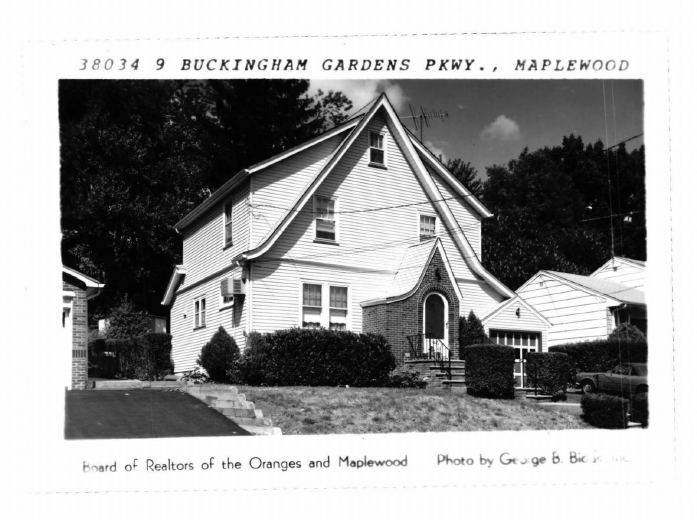 38034 9 BUCKINGHAM GARDENS PKWY., MAPLEWOOD
Board of Realtors of the Oranges and Maplewood Photo by George B.